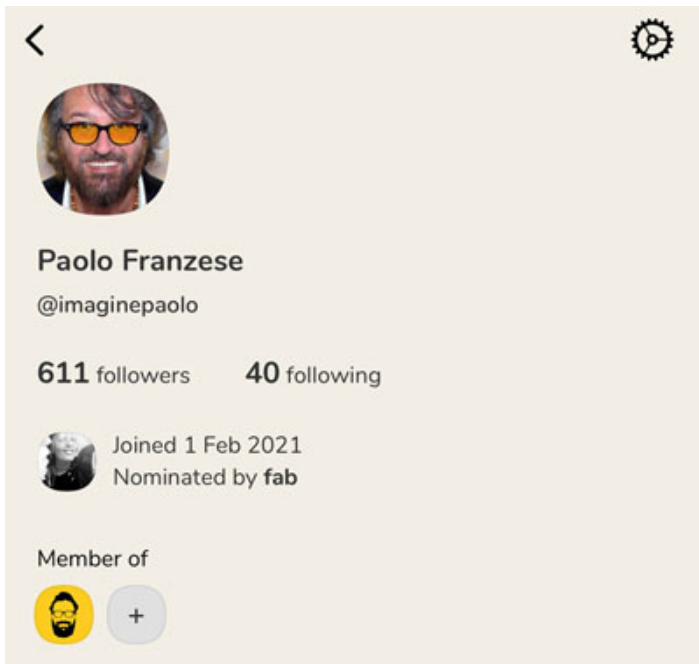 Paolo Franzese
@imaginepaolo
611 followers 40 following
Joined 1 Feb 2021
Nominated by fab
Member of
+